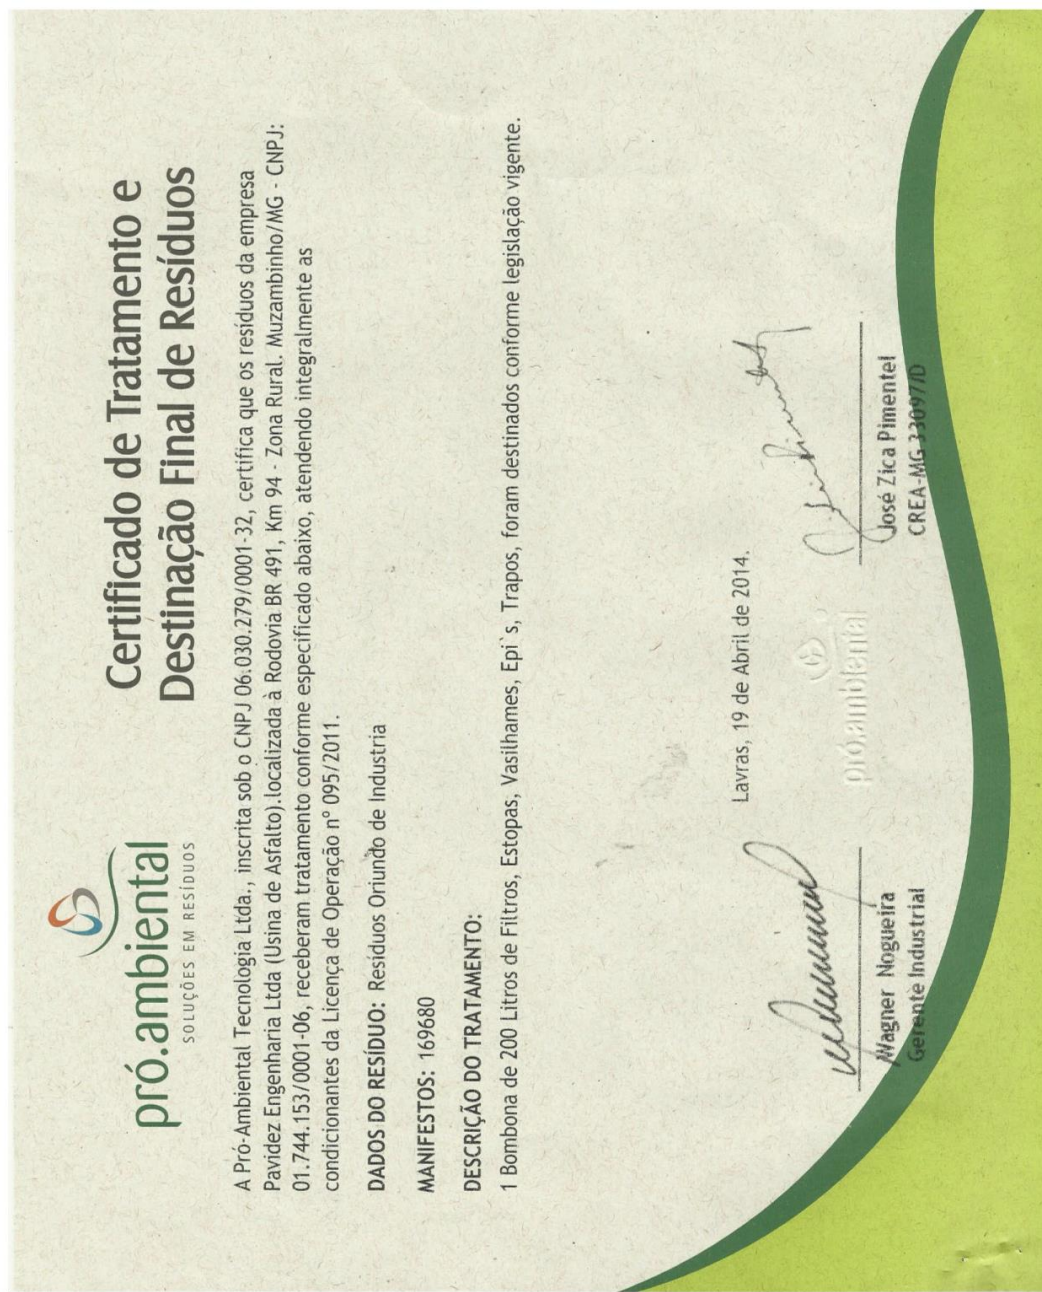 pró.ambiental
SOLUÇÕES EM RESÍDUOS
Certificado de Tratamento e
Destinação Final de Resíduos
A Pró-Ambiental Tecnologia Ltda., inscrita sob o CNPJ 06.030.279/0001-32, certifica que os resíduos da empresa
Pavidez Engenharia Ltda (Usina de Asfalto).localizada à Rodovia BR 491, Km 94 - Zona Rural. Muzambinho/MG - CNPJ:
01.744.153/0001-06, receberam tratamento conforme especificado abaixo, atendendo integralmente as
condicionantes da Licença de Operação nº 095/2011.
DADOS DO RESÍDUO: Resíduos Oriundo de Industria
MANIFESTOS: 169680
DESCRIÇÃO DO TRATAMENTO:
1 Bombona de 200 Litros de Filtros, Estopas, Vasilhames, Epi`s, Trapos, foram destinados conforme legislação vigente.
Lavras, 19 de Abril de 2014.
pró.ambiental
Wagner Nogueira
Gerente Industrial
José Zica Pimentel
CREA-MG 33097/D